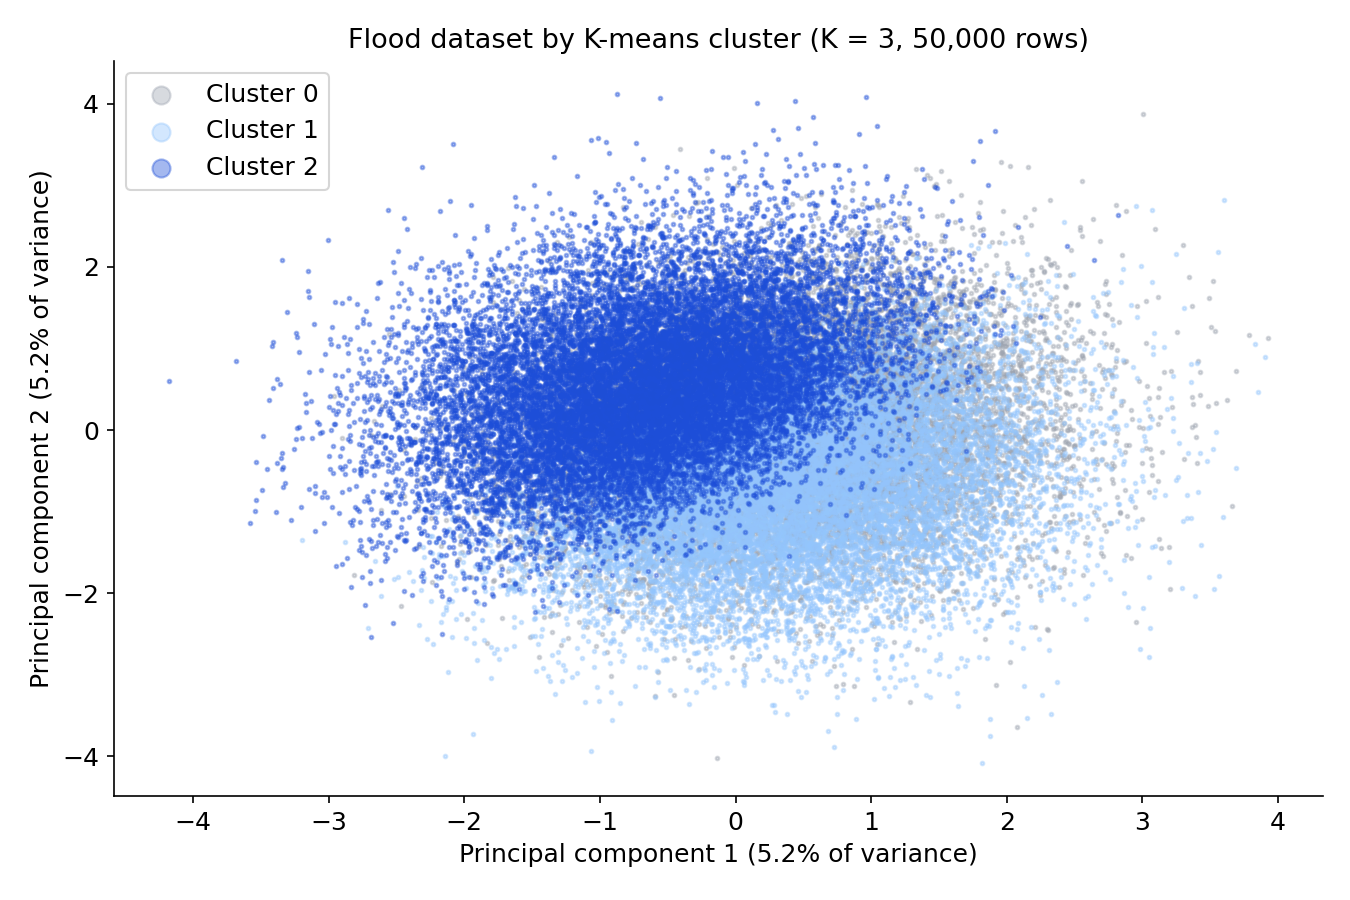 Flood dataset by K-means cluster (K = 3, 50,000 rows)
Cluster 0
Cluster 1
Cluster 2
Principal component 2 (5.2% of variance)
4
2
0
−2
−4
−4 −3 −2 −1 0 1 2 3 4
Principal component 1 (5.2% of variance)